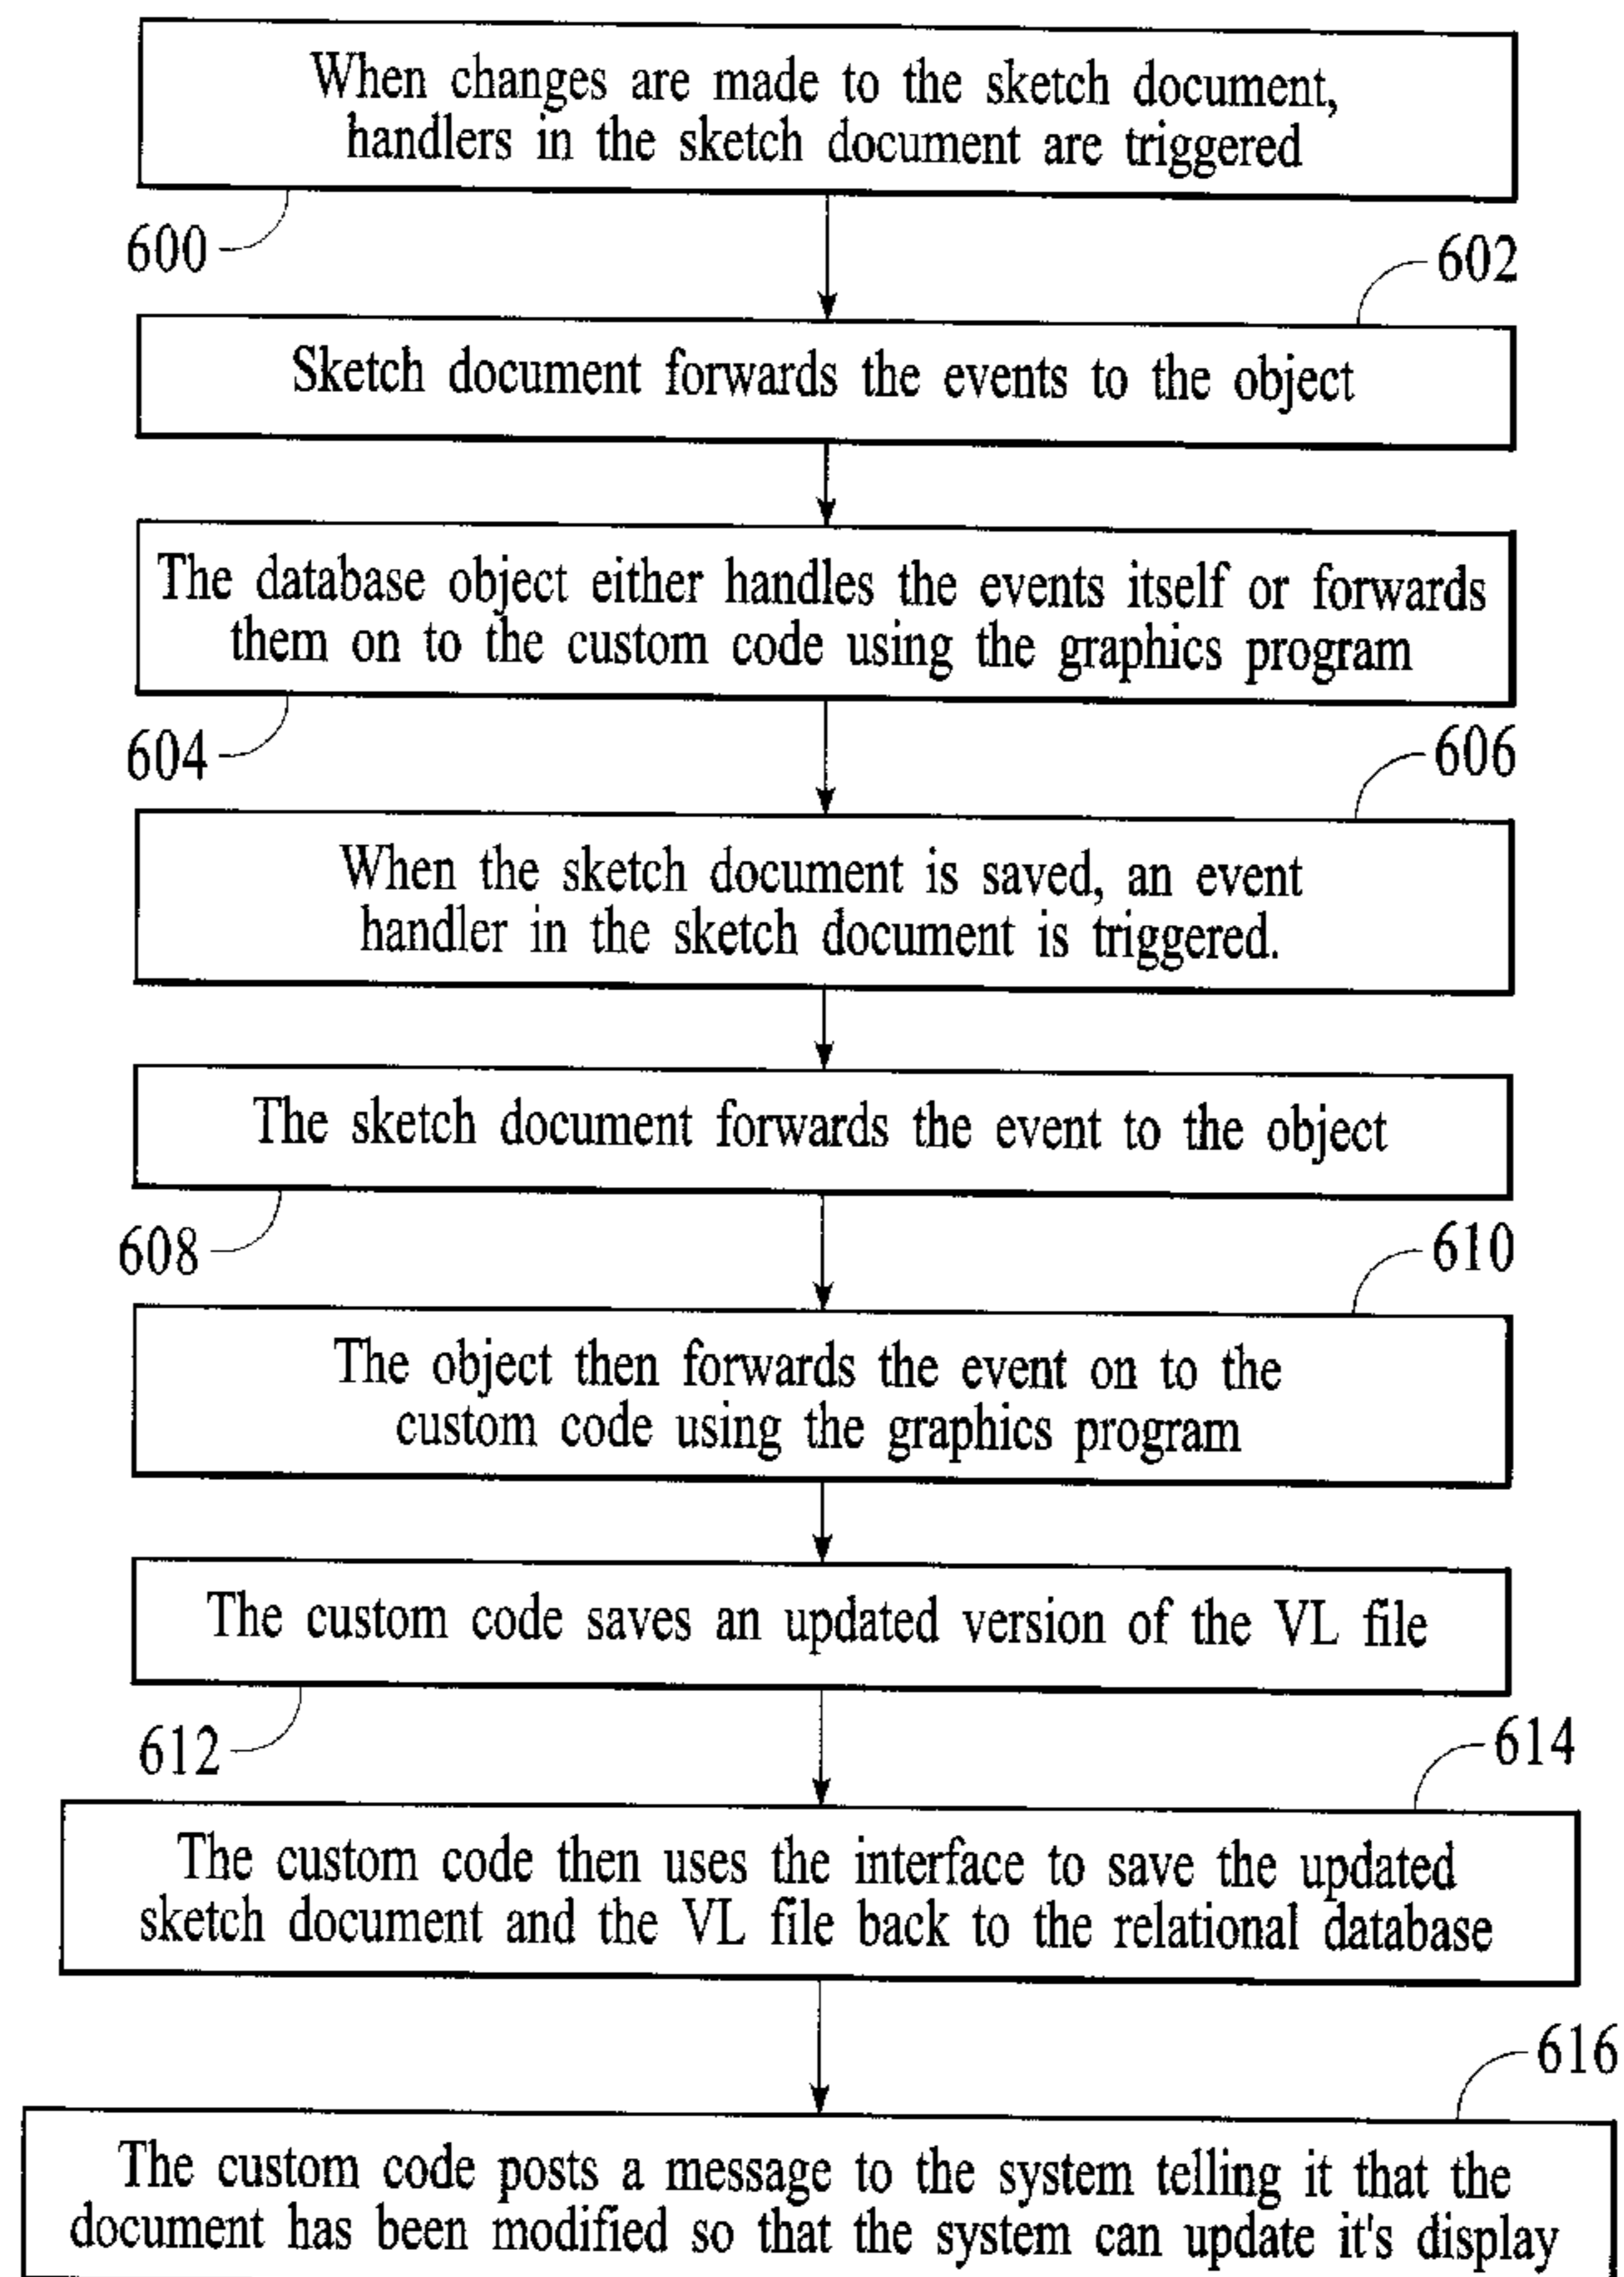 When changes are made to the sketch document,
handlers in the sketch document are triggered
600
602
Sketch document forwards the events to the object
The database object either handles the events itself or forwards
them on to the custom code using the graphics program
604
606
When the sketch document is saved, an event
handler in the sketch document is triggered.
The sketch document forwards the event to the object
608
610
The object then forwards the event on to the
custom code using the graphics program
The custom code saves an updated version of the VL file
612
614
The custom code then uses the interface to save the updated
sketch document and the VL file back to the relational database
616
The custom code posts a message to the system telling it that the
document has been modified so that the system can update it's display